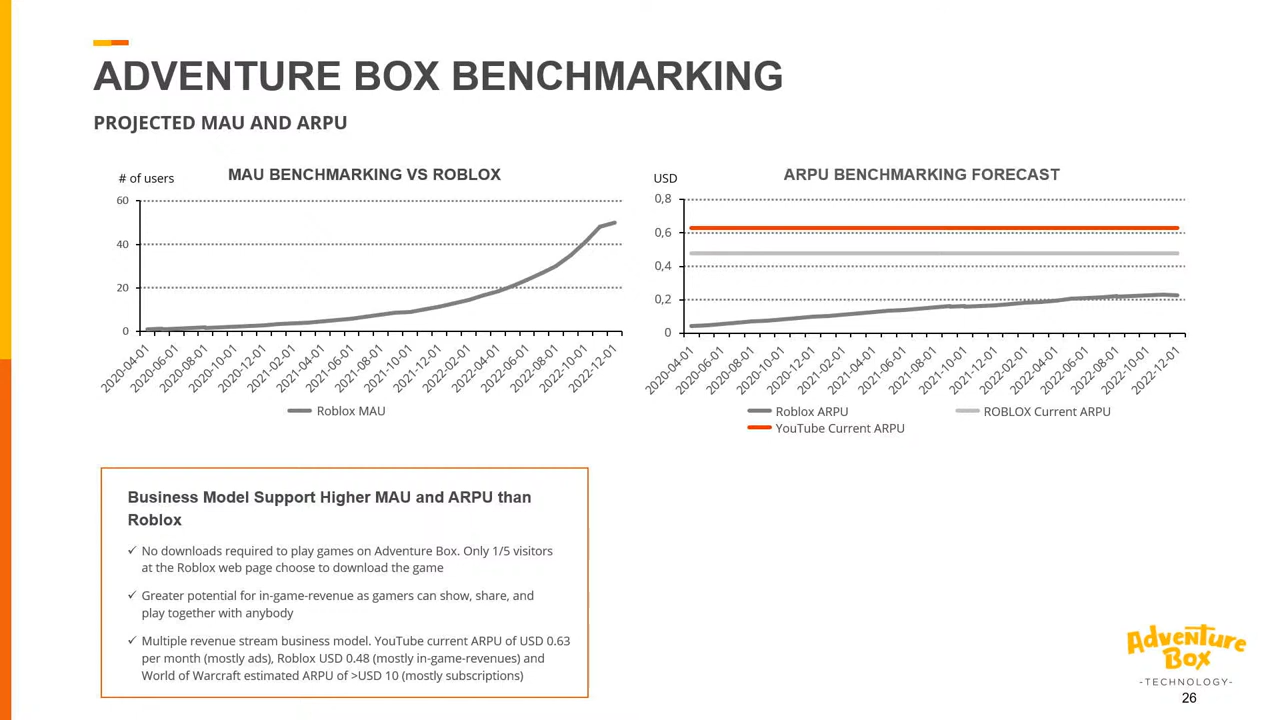 ADVENTURE BOX BENCHMARKING
PROJECTED MAU AND ARPU
# of users
MAU BENCHMARKING VS ROBLOX
60
40
20
0
2020-04-01
2020-06-01
2020-08-01
2020-10-01
2020-12-01
2021-02-01
2021-04-01
2021-06-01
2021-08-01
2021-10-01
2021-12-01
2022-02-01
2022-04-01
2022-06-01
2022-08-01
2022-10-01
2022-12-01
Roblox MAU
USD
ARPU BENCHMARKING FORECAST
0,8
0,6
0,4
0,2
0
2020-04-01
2020-06-01
2020-08-01
2020-10-01
2020-12-01
2021-02-01
2021-04-01
2021-06-01
2021-08-01
2021-10-01
2021-12-01
2022-02-01
2022-04-01
2022-06-01
2022-08-01
2022-10-01
2022-12-01
Roblox ARPU
ROBLOX Current ARPU
YouTube Current ARPU
Business Model Support Higher MAU and ARPU than
Roblox
✓ No downloads required to play games on Adventure Box. Only 1/5 visitors
at the Roblox web page choose to download the game
✓ Greater potential for in-game-revenue as gamers can show, share, and
play together with anybody
✓ Multiple revenue stream business model. YouTube current ARPU of USD 0.63
per month (mostly ads), Roblox USD 0.48 (mostly in-game-revenues) and
World of Warcraft estimated ARPU of >USD 10 (mostly subscriptions)
Adventure
Box
-TECHNOLOGY-
26